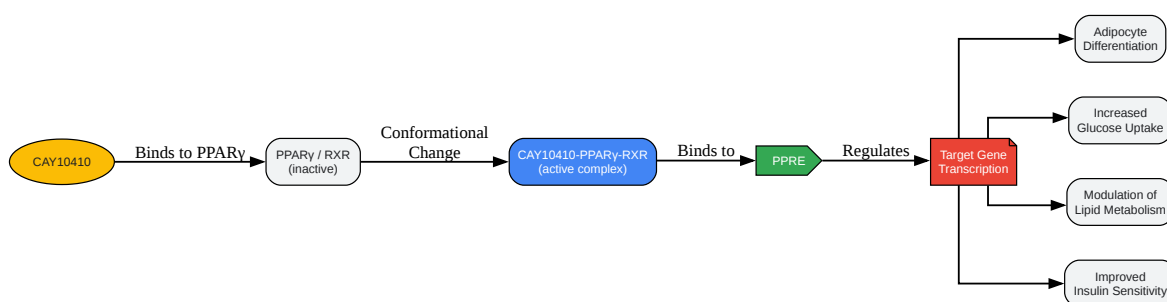 CAY10410
Binds to PPARγ
PPARγ / RXR
(inactive)
Conformational
Change
CAY10410-PPARγ-RXR
(active complex)
Binds to
PPRE
Regulates
Target Gene
Transcription
Adipocyte
Differentiation
Increased
Glucose Uptake
Modulation of
Lipid Metabolism
Improved
Insulin Sensitivity